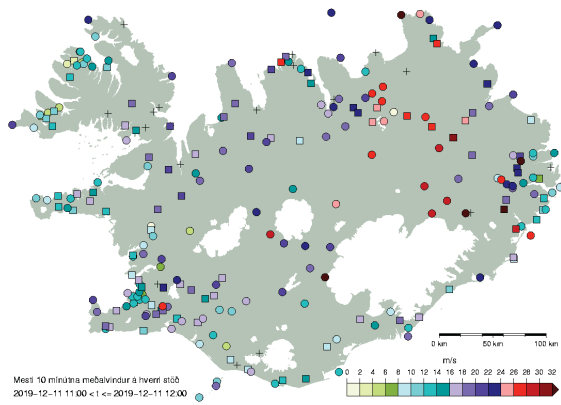 0 km 50 km 100 km
m/s
Mesti 10 mínútna meðalvindur á hverri stöð
2019−12−11 11:00 < t <= 2019−12−11 12:00
0 2 4 6 8 10 12 14 16 18 20 22 24 26 28 30 32